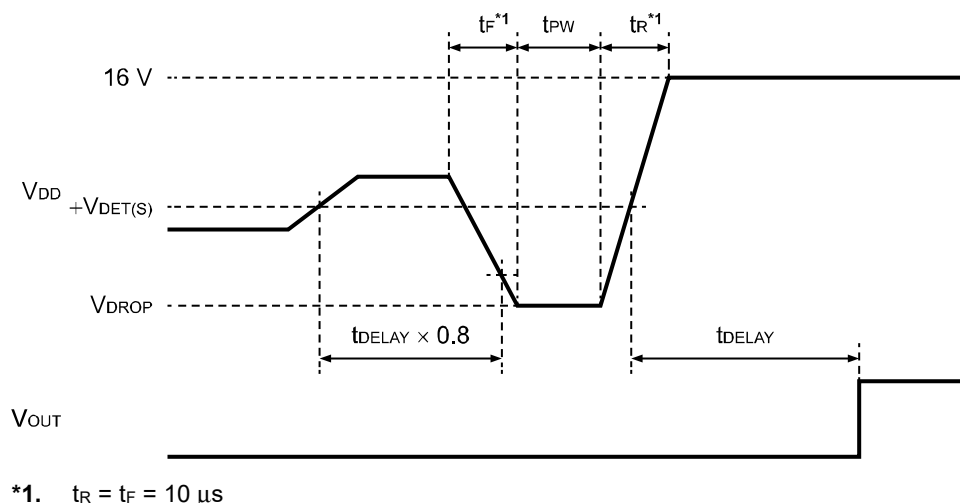 tF*1 tPW tR*1
16 V
VDD
+VDET(S)
VDROP
tDELAY × 0.8
tDELAY
VOUT
*1. tR = tF = 10 μs